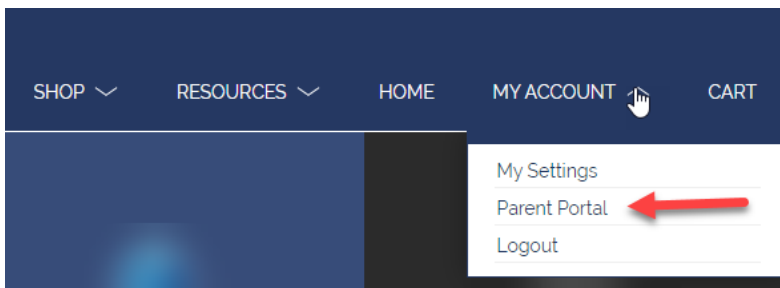 SHOP RESOURCES HOME MY ACCOUNT CART
My Settings
Parent Portal
Logout